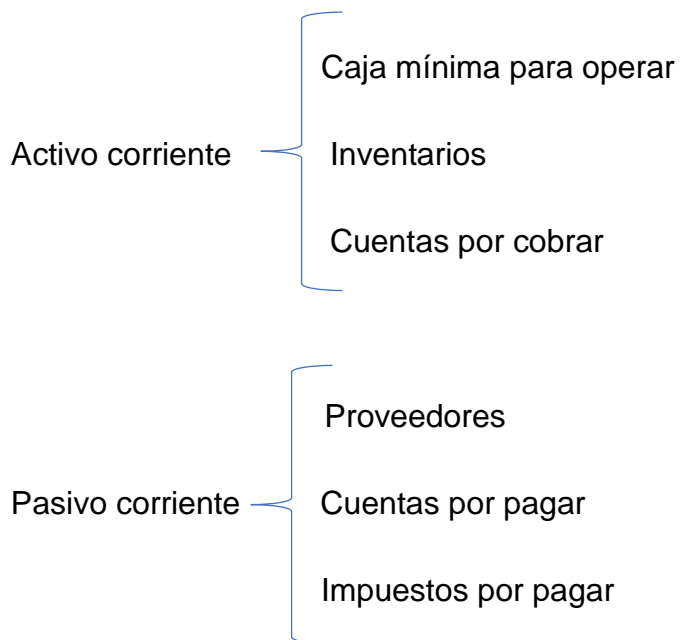 Caja mínima para operar
Activo corriente
Inventarios
Cuentas por cobrar
Proveedores
Pasivo corriente
Cuentas por pagar
Impuestos por pagar